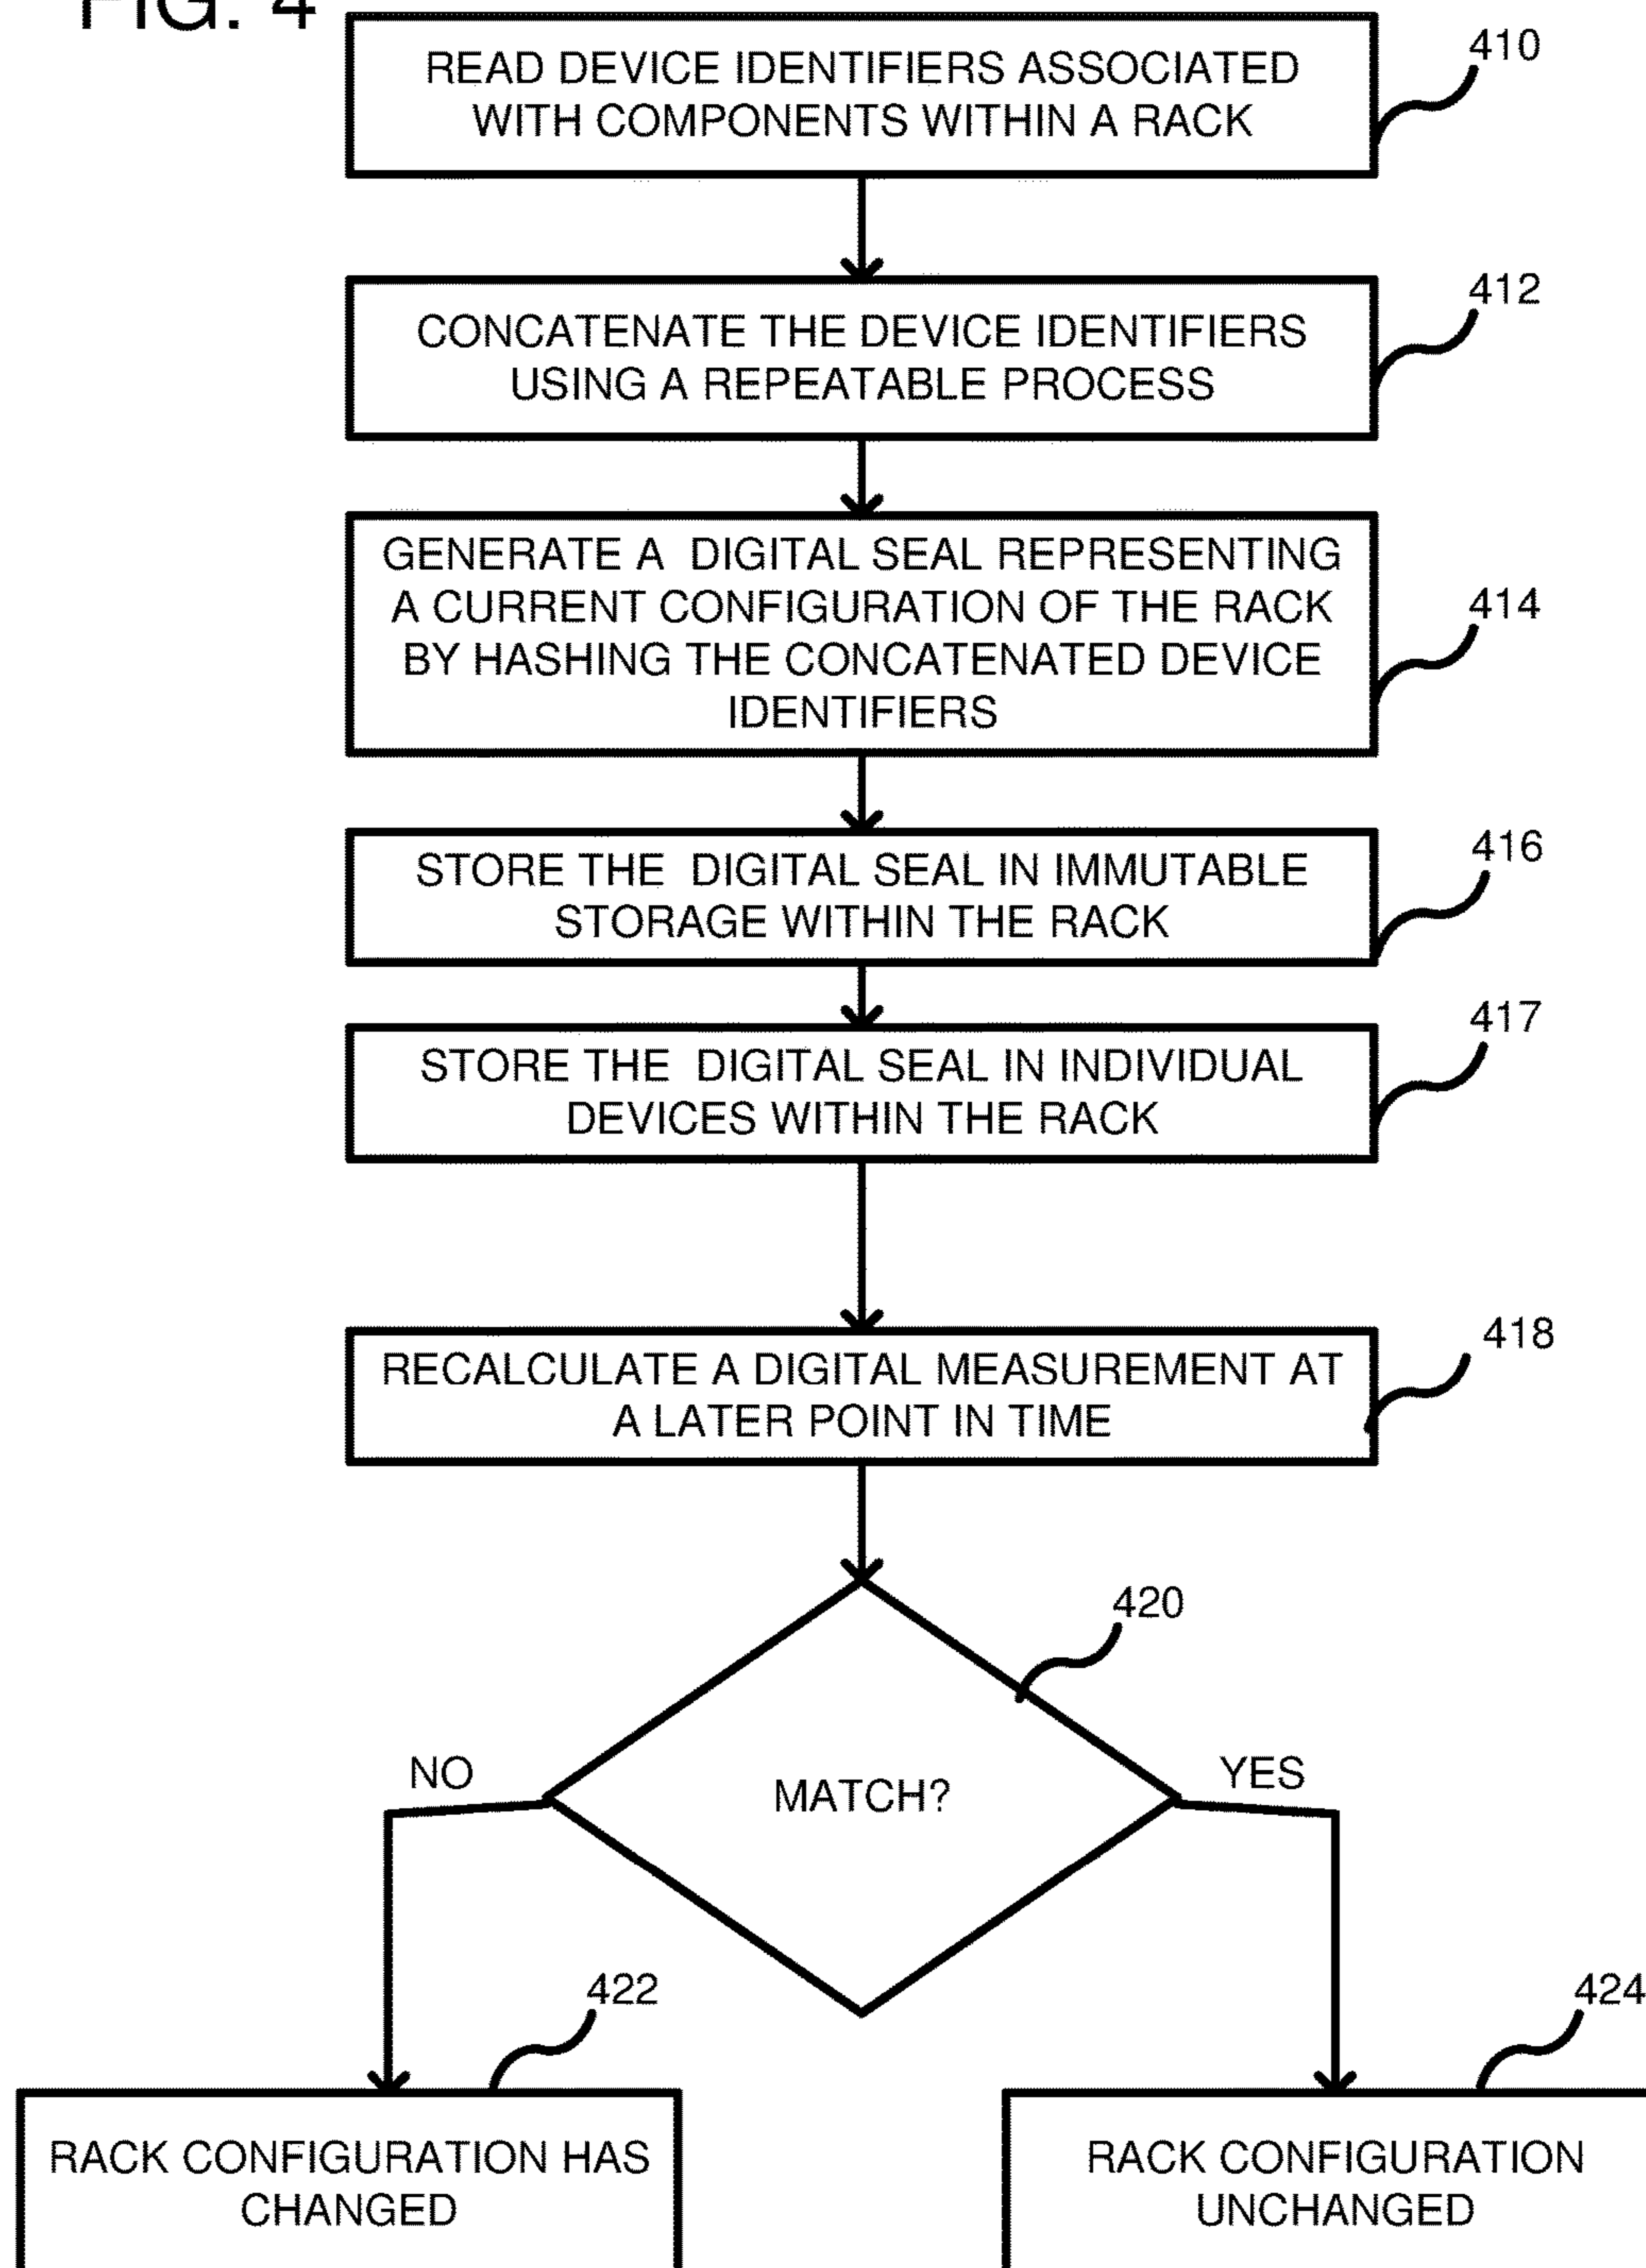 FIG. 4
READ DEVICE IDENTIFIERS ASSOCIATED
WITH COMPONENTS WITHIN A RACK
410
CONCATENATE THE DEVICE IDENTIFIERS
USING A REPEATABLE PROCESS
412
GENERATE A DIGITAL SEAL REPRESENTING
A CURRENT CONFIGURATION OF THE RACK
BY HASHING THE CONCATENATED DEVICE
IDENTIFIERS
414
STORE THE DIGITAL SEAL IN IMMUTABLE
STORAGE WITHIN THE RACK
416
STORE THE DIGITAL SEAL IN INDIVIDUAL
DEVICES WITHIN THE RACK
417
RECALCULATE A DIGITAL MEASUREMENT AT
A LATER POINT IN TIME
418
420
NO
MATCH?
YES
422
424
RACK CONFIGURATION HAS
CHANGED
RACK CONFIGURATION
UNCHANGED